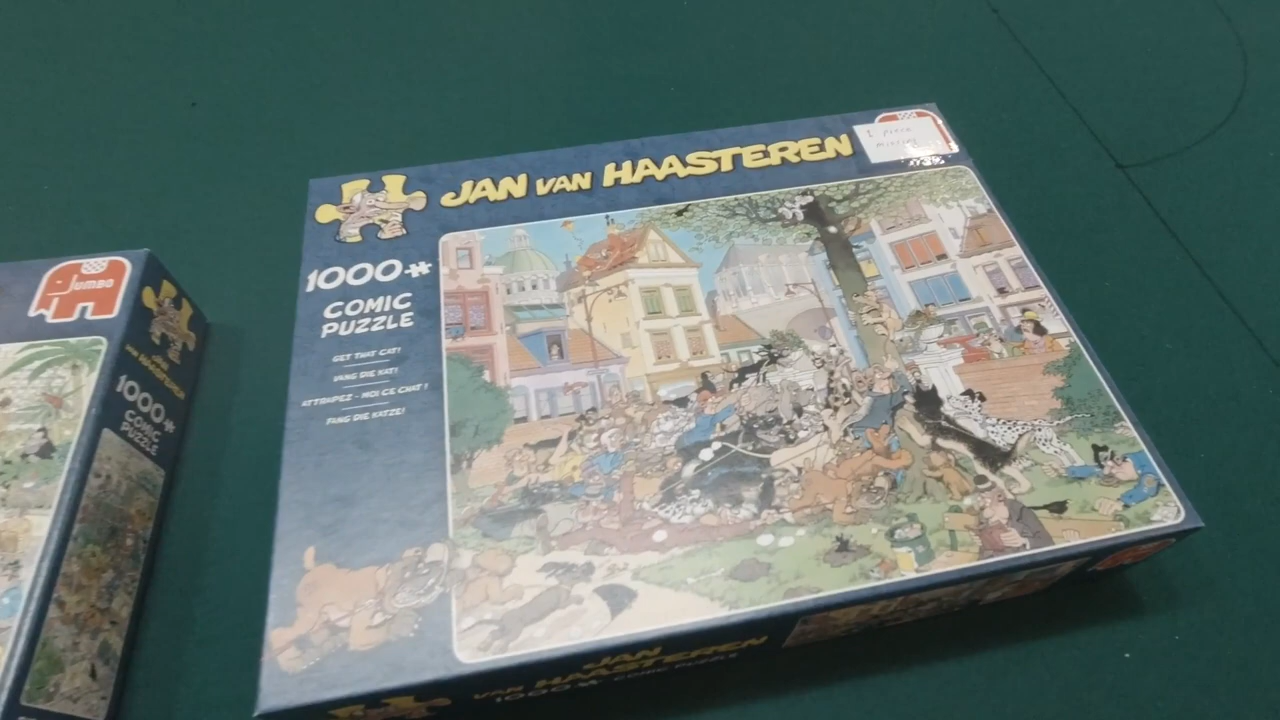 JAN VAN HAASTEREN
1 piece
missing
1000
COMIC
PUZZLE
GET THAT CAT!
VANG DIE KAT!
ATTRAPEZ - MOI CE CHAT !
FANG DIE KATZE!
JAN
VAN HAASTEREN
1000
COMIC PUZZLE
JUMBO
JAN
VAN HAASTEREN
1000
COMIC
PUZZLE